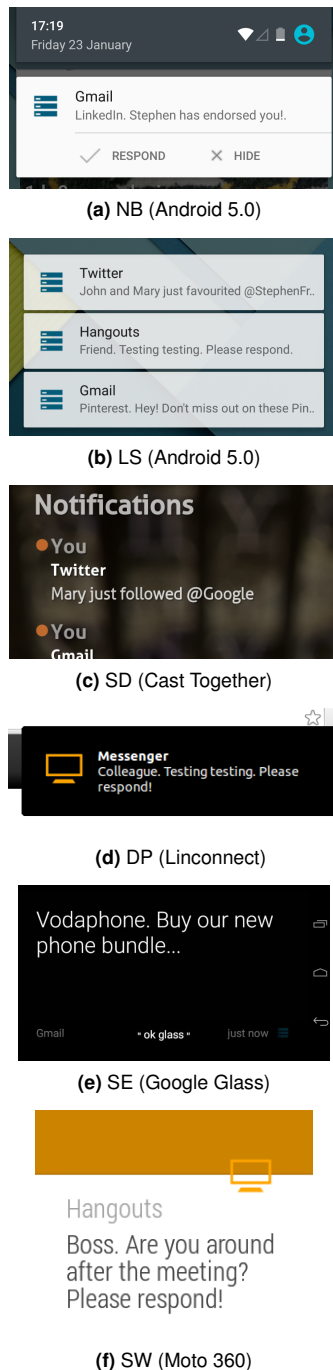 17:19
Friday 23 January
Gmail
LinkedIn. Stephen has endorsed you!.
RESPOND HIDE
(a) NB (Android 5.0)
Twitter
John and Mary just favourited @StephenFr..
Hangouts
Friend. Testing testing. Please respond.
Gmail
Pinterest. Hey! Don't miss out on these Pin..
(b) LS (Android 5.0)
Notifications
You
Twitter
Mary just followed @Google
You
Gmail
(c) SD (Cast Together)
Messenger
Colleague. Testing testing. Please
respond!
(d) DP (Linconnect)
Vodaphone. Buy our new
phone bundle...
Gmail "ok glass" just now
(e) SE (Google Glass)
Hangouts
Boss. Are you around
after the meeting?
Please respond!
(f) SW (Moto 360)